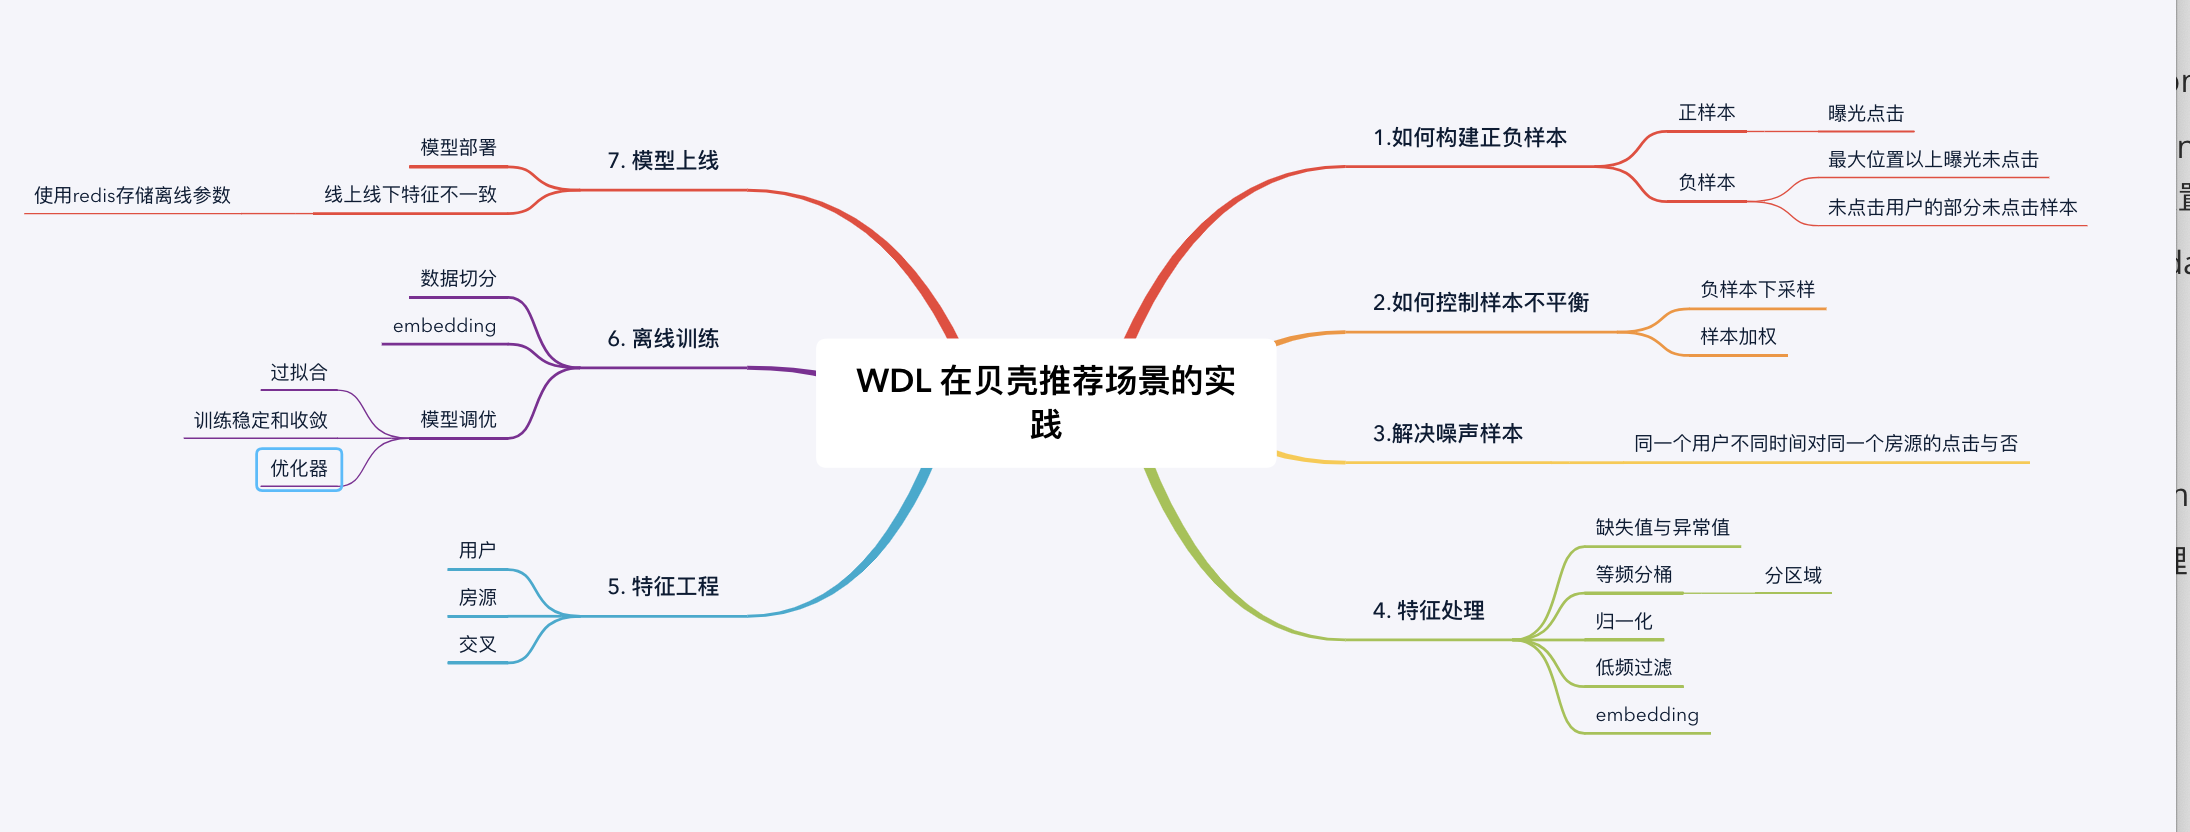 WDL 在贝壳推荐场景的实
践
1.如何构建正负样本
正样本
曝光点击
负样本
最大位置以上曝光未点击
未点击用户的部分未点击样本
2.如何控制样本不平衡
负样本下采样
样本加权
3.解决噪声样本
同一个用户不同时间对同一个房源的点击与否
4. 特征处理
缺失值与异常值
等频分桶
分区域
归一化
低频过滤
embedding
5. 特征工程
用户
房源
交叉
6. 离线训练
数据切分
embedding
模型调优
过拟合
训练稳定和收敛
优化器
7. 模型上线
模型部署
线上线下特征不一致
使用redis存储离线参数